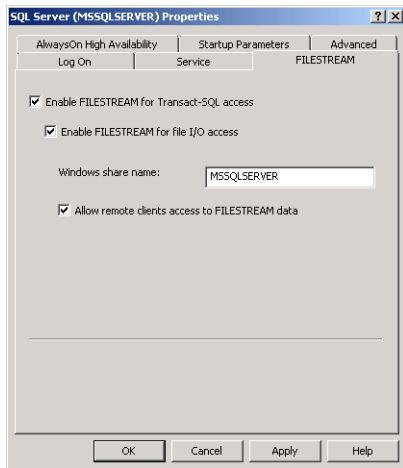 SQL Server (MSSQLSERVER) Properties
AlwaysOn High Availability Startup Parameters Advanced
Log On Service FILESTREAM
Enable FILESTREAM for Transact-SQL access
Enable FILESTREAM for file I/O access
Windows share name: MSSQLSERVER
Allow remote clients access to FILESTREAM data
OK Cancel Apply Help